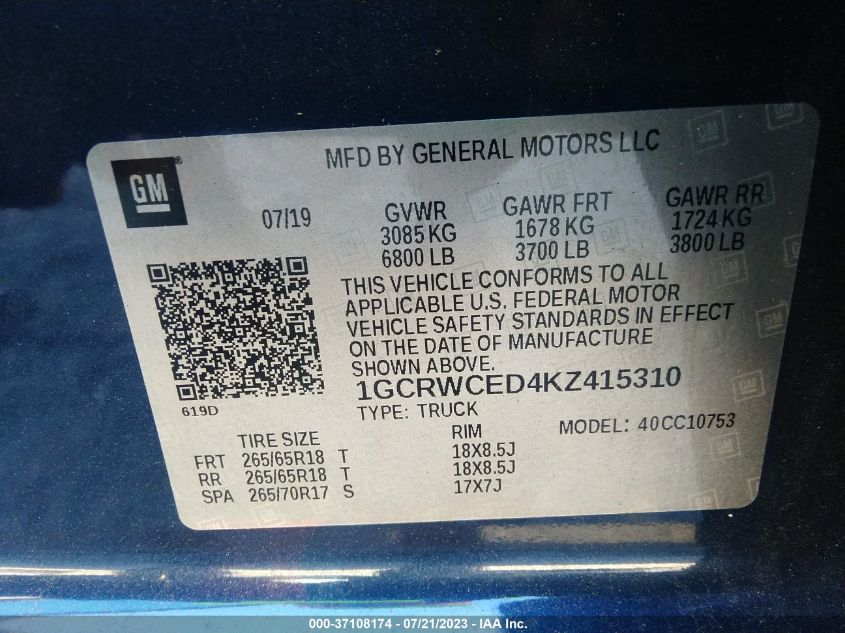 GM
MFD BY GENERAL MOTORS LLC
07/19
GVWR
3085 KG
6800 LB
GAWR FRT
1678 KG
3700 LB
GAWR RR
1724 KG
3800 LB
THIS VEHICLE CONFORMS TO ALL
APPLICABLE U.S. FEDERAL MOTOR
VEHICLE SAFETY STANDARDS IN EFFECT
ON THE DATE OF MANUFACTURE
SHOWN ABOVE.
1GCRWCED4KZ415310
619D
TYPE: TRUCK
MODEL: 40CC10753
TIRE SIZE RIM
FRT 265/65R18 T 18X8.5J
RR 265/65R18 T 18X8.5J
SPA 265/70R17 S 17X7J
000-37108174 - 07/21/2023 - IAA Inc.